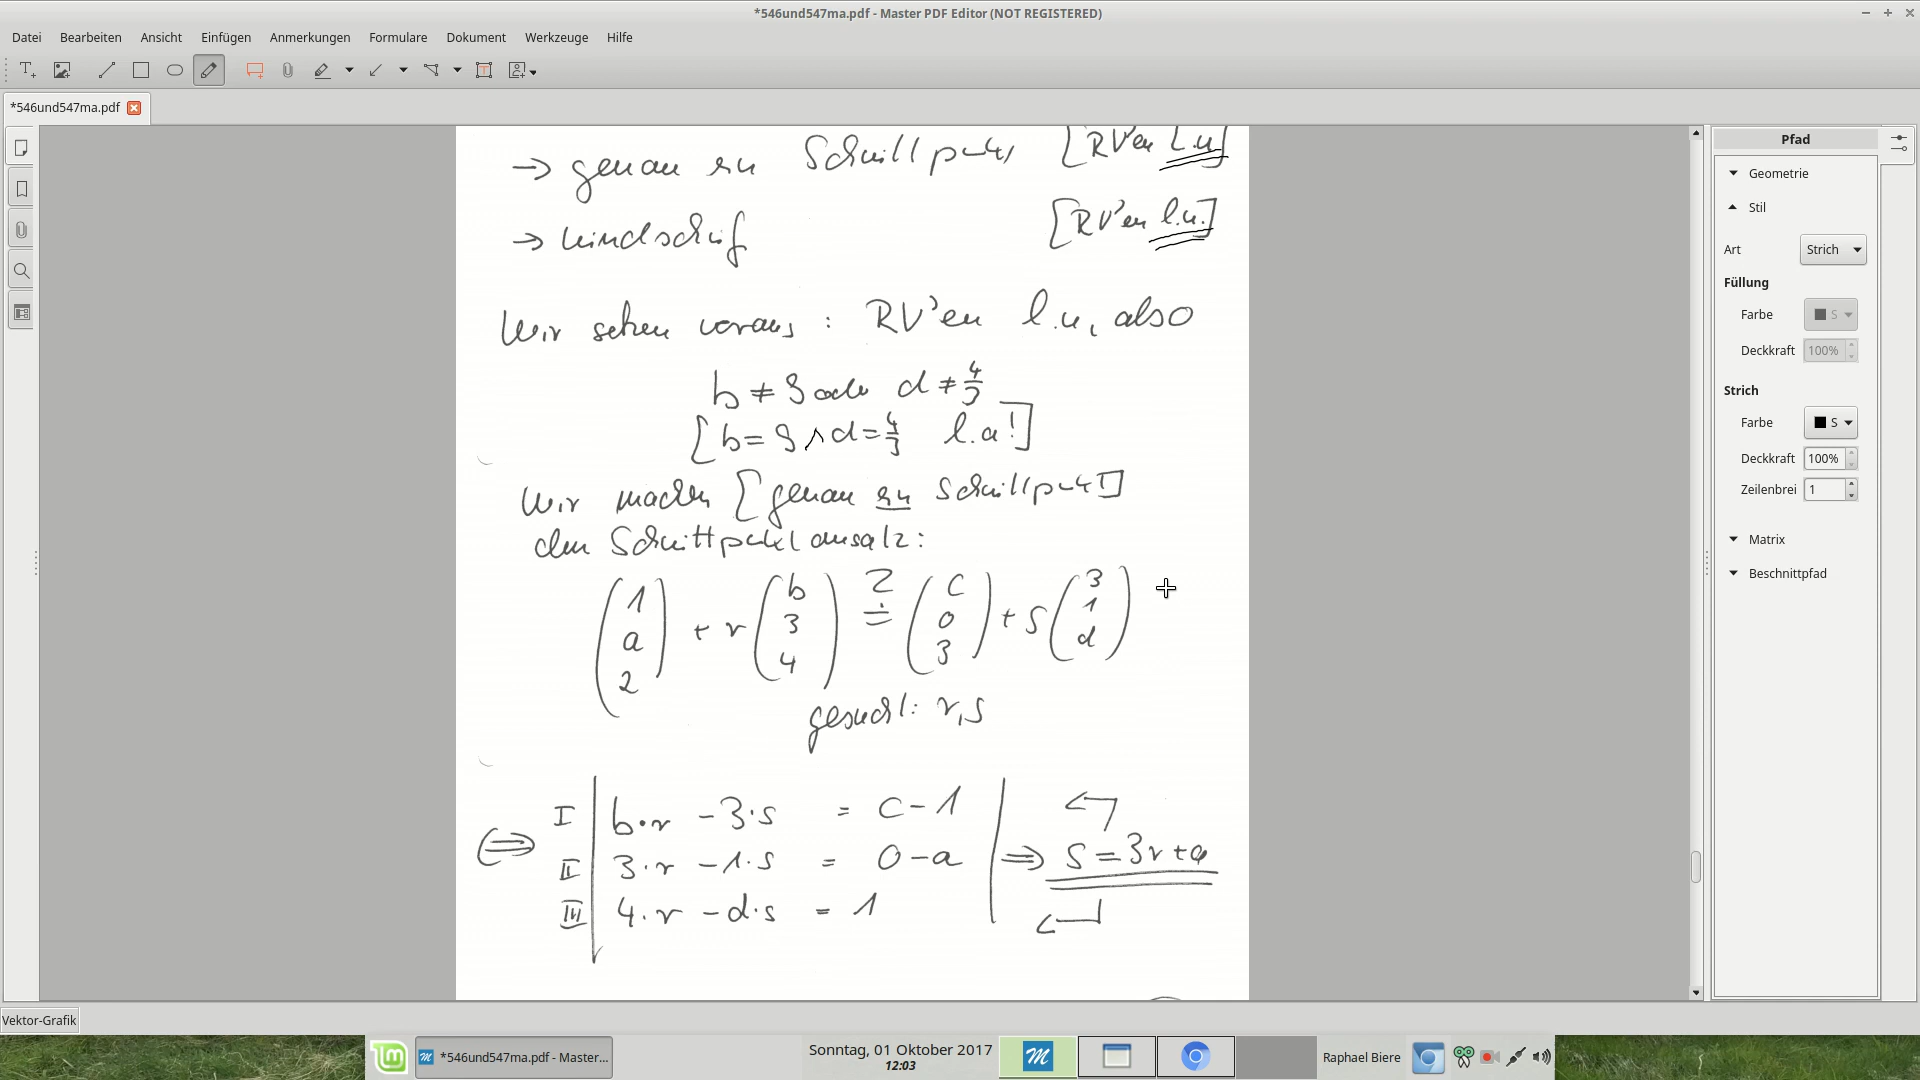 *546und547ma.pdf - Master PDF Editor (NOT REGISTERED)
Datei Bearbeiten Ansicht Einfügen Anmerkungen Formulare Dokument Werkzeuge Hilfe
*546und547ma.pdf
→ genau ein Schnittpunkt [RV'en l.u]
→ windschief [RV'en l.u.]
Wir setzen voraus : RV'en l.u, also
b ≠ 9 oder d ≠ 4/3
[b = 9 ∧ d = 4/3 l.a!]
Wir machen [genau ein Schnittpunkt]
den Schnittpunktansatz:
(1 a 2) + r (b 3 4) ≟ (c 0 3) + s (3 1 d)
gesucht: r,s
⇔ I b·r - 3·s = c - 1
II 3·r - 1·s = 0 - a ⇒ s = 3r + a
III 4·r - d·s = 1
Pfad
Geometrie
Stil
Art Strich
Füllung
Farbe S
Deckkraft 100%
Strich
Farbe S
Deckkraft 100%
Zeilenbrei 1
Matrix
Beschnittpfad
Vektor-Grafik
*546und547ma.pdf - Master...
Sonntag, 01 Oktober 2017
12:03
Raphael Biere